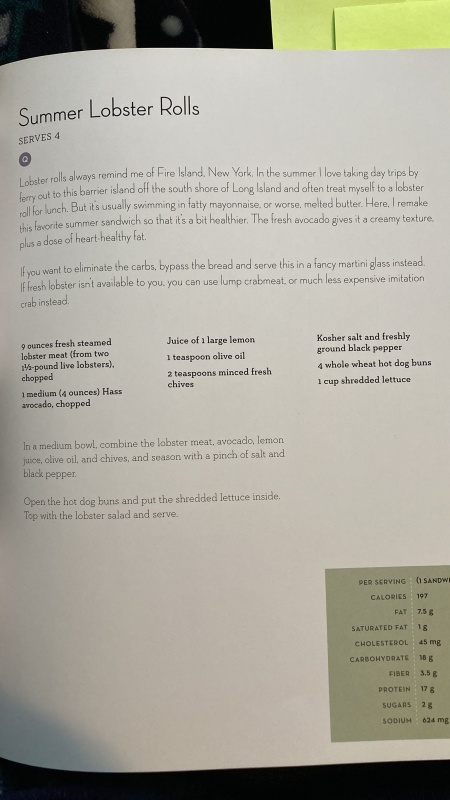 Summer Lobster Rolls
SERVES 4
Q
Lobster rolls always remind me of Fire Island, New York. In the summer I love taking day trips by
ferry out to this barrier island off the south shore of Long Island and often treat myself to a lobster
roll for lunch. But it's usually swimming in fatty mayonnaise, or worse, melted butter. Here, I remake
this favorite summer sandwich so that it's a bit healthier. The fresh avocado gives it a creamy texture,
plus a dose of heart-healthy fat.
If you want to eliminate the carbs, bypass the bread and serve this in a fancy martini glass instead.
If fresh lobster isn't available to you, you can use lump crabmeat, or much less expensive imitation
crab instead.
9 ounces fresh steamed
lobster meat (from two
1½-pound live lobsters),
chopped
1 medium (4 ounces) Hass
avocado, chopped
Juice of 1 large lemon
1 teaspoon olive oil
2 teaspoons minced fresh
chives
Kosher salt and freshly
ground black pepper
4 whole wheat hot dog buns
1 cup shredded lettuce
In a medium bowl, combine the lobster meat, avocado, lemon
juice, olive oil, and chives, and season with a pinch of salt and
black pepper.
Open the hot dog buns and put the shredded lettuce inside.
Top with the lobster salad and serve.
PER SERVING (1 SANDW
CALORIES 197
FAT 7.5 g
SATURATED FAT 1 g
CHOLESTEROL 45 mg
CARBOHYDRATE 18 g
FIBER 5.5 g
PROTEIN 17 g
SUGARS 2 g
SODIUM 624 mg